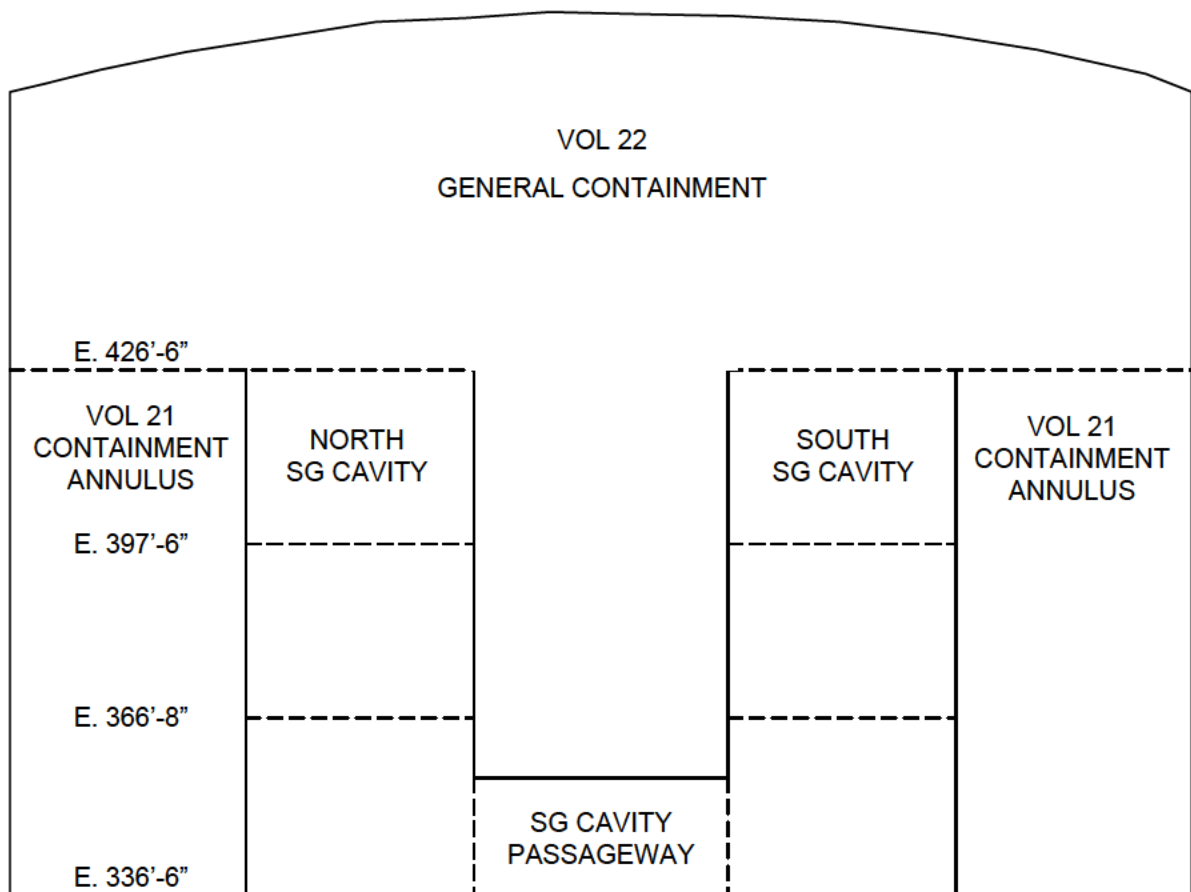 VOL 22
GENERAL CONTAINMENT
E. 426’-6”
VOL 21
CONTAINMENT
ANNULUS
NORTH
SG CAVITY
SOUTH
SG CAVITY
VOL 21
CONTAINMENT
ANNULUS
E. 397’-6”
E. 366’-8”
SG CAVITY
PASSAGEWAY
E. 336’-6”